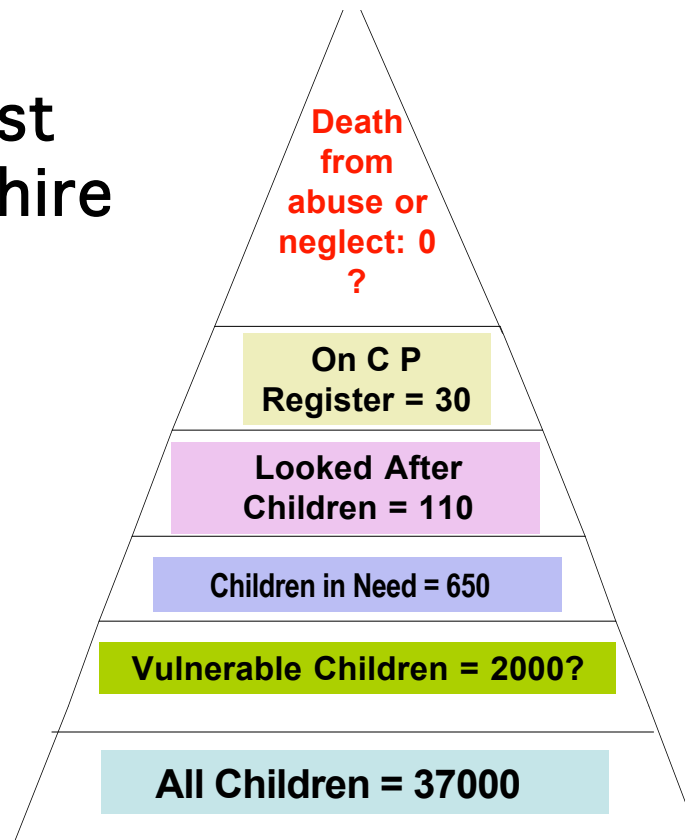 st
hire
Death
from
abuse or
neglect: 0
?
On C P
Register = 30
Looked After
Children = 110
Children in Need = 650
Vulnerable Children = 2000?
All Children = 37000